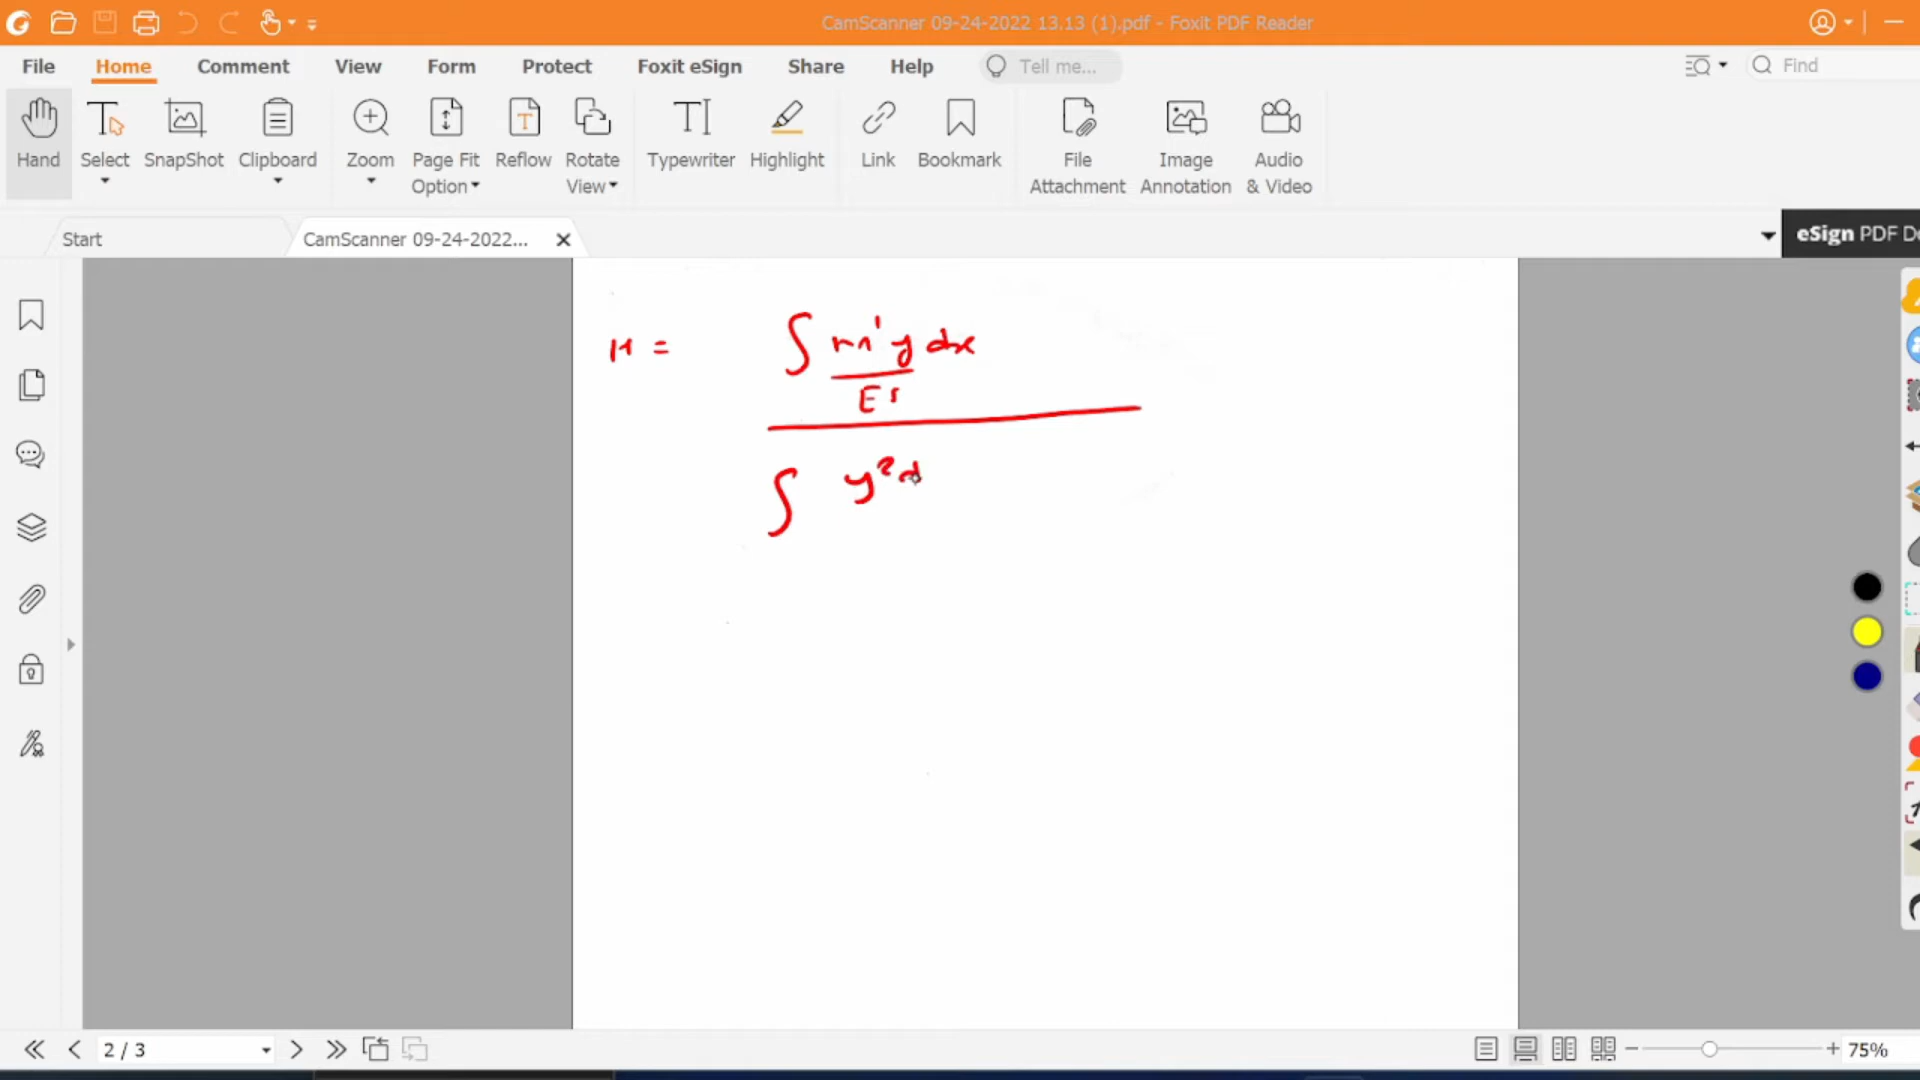 CamScanner 09-24-2022 13.13 (1).pdf - Foxit PDF Reader
File Home Comment View Form Protect Foxit eSign Share Help Tell me... Find
Hand Select SnapShot Clipboard Zoom Page Fit Option Reflow Rotate View Typewriter Highlight Link Bookmark File Attachment Image Annotation Audio & Video
Start CamScanner 09-24-2022... eSign PDF Do
H = ∫ y dx
EI
∫ y² d
2 / 3 75%